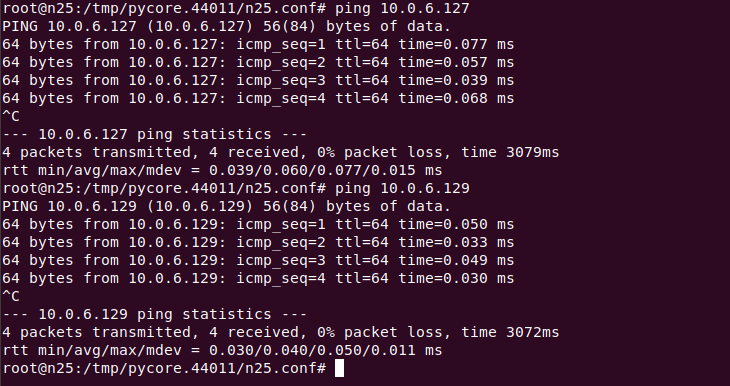 root@n25:/tmp/pycore.44011/n25.conf# ping 10.0.6.127
PING 10.0.6.127 (10.0.6.127) 56(84) bytes of data.
64 bytes from 10.0.6.127: icmp_seq=1 ttl=64 time=0.077 ms
64 bytes from 10.0.6.127: icmp_seq=2 ttl=64 time=0.057 ms
64 bytes from 10.0.6.127: icmp_seq=3 ttl=64 time=0.039 ms
64 bytes from 10.0.6.127: icmp_seq=4 ttl=64 time=0.068 ms
^C
--- 10.0.6.127 ping statistics ---
4 packets transmitted, 4 received, 0% packet loss, time 3079ms
rtt min/avg/max/mdev = 0.039/0.060/0.077/0.015 ms
root@n25:/tmp/pycore.44011/n25.conf# ping 10.0.6.129
PING 10.0.6.129 (10.0.6.129) 56(84) bytes of data.
64 bytes from 10.0.6.129: icmp_seq=1 ttl=64 time=0.050 ms
64 bytes from 10.0.6.129: icmp_seq=2 ttl=64 time=0.033 ms
64 bytes from 10.0.6.129: icmp_seq=3 ttl=64 time=0.049 ms
64 bytes from 10.0.6.129: icmp_seq=4 ttl=64 time=0.030 ms
^C
--- 10.0.6.129 ping statistics ---
4 packets transmitted, 4 received, 0% packet loss, time 3072ms
rtt min/avg/max/mdev = 0.030/0.040/0.050/0.011 ms
root@n25:/tmp/pycore.44011/n25.conf#